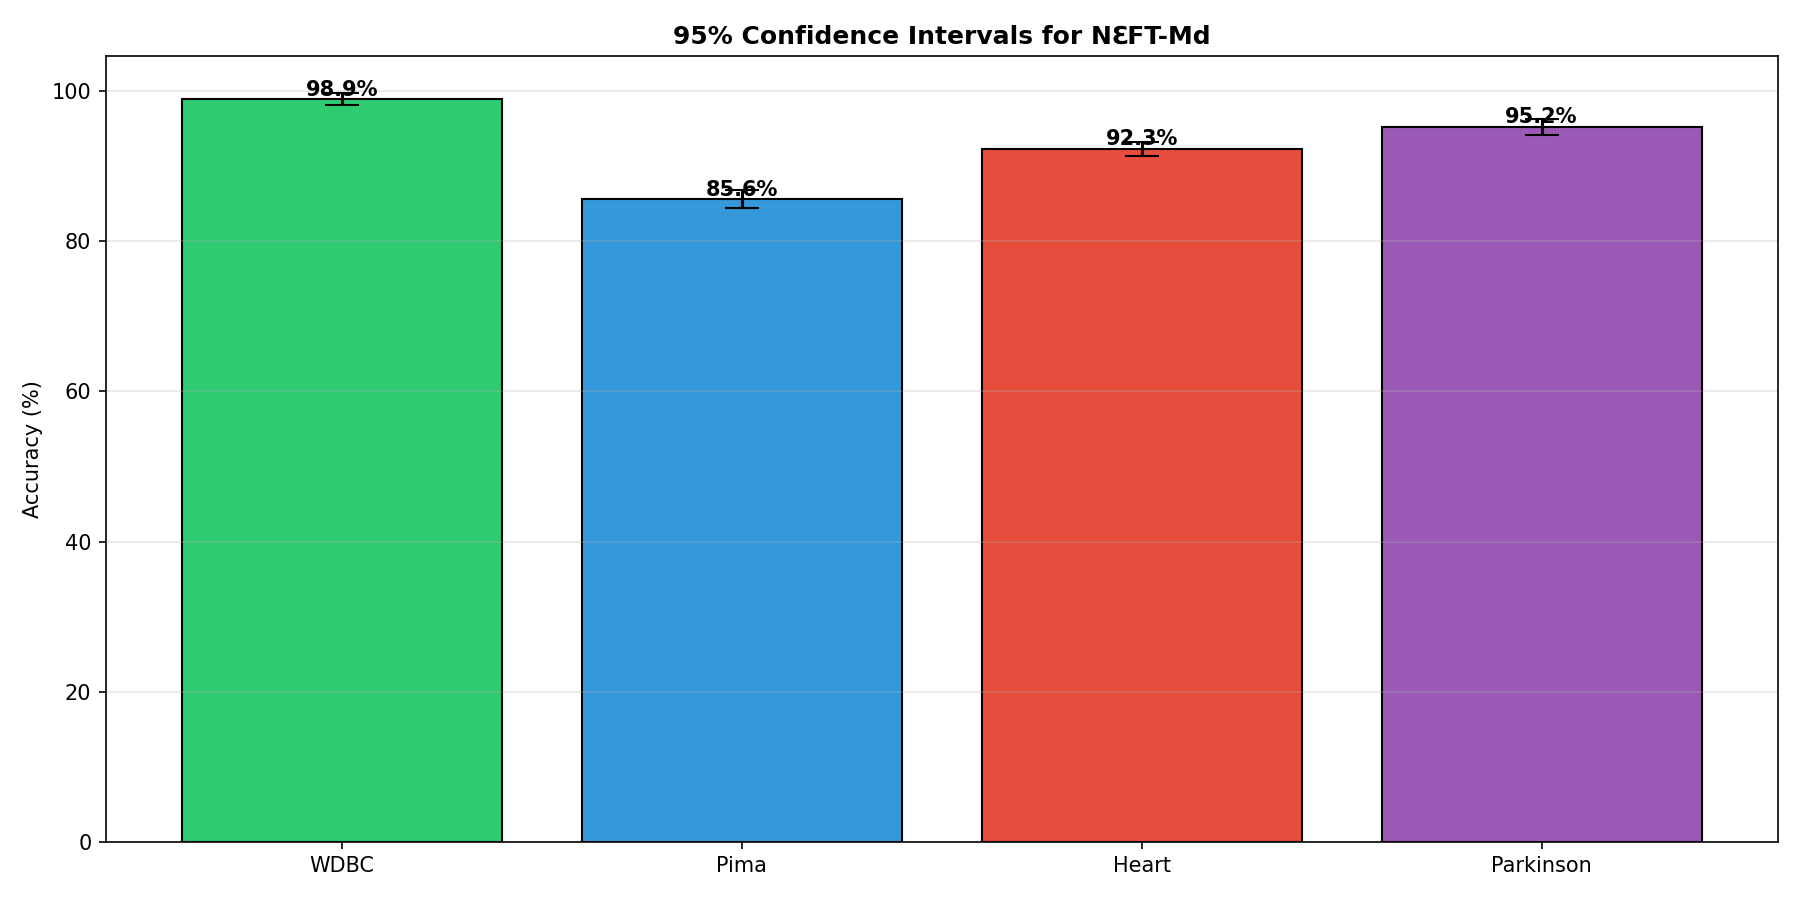 95% Confidence Intervals for NƐFT-Md
Accuracy (%)
100
80
60
40
20
0
98.9%
85.6%
92.3%
95.2%
WDBC
Pima
Heart
Parkinson